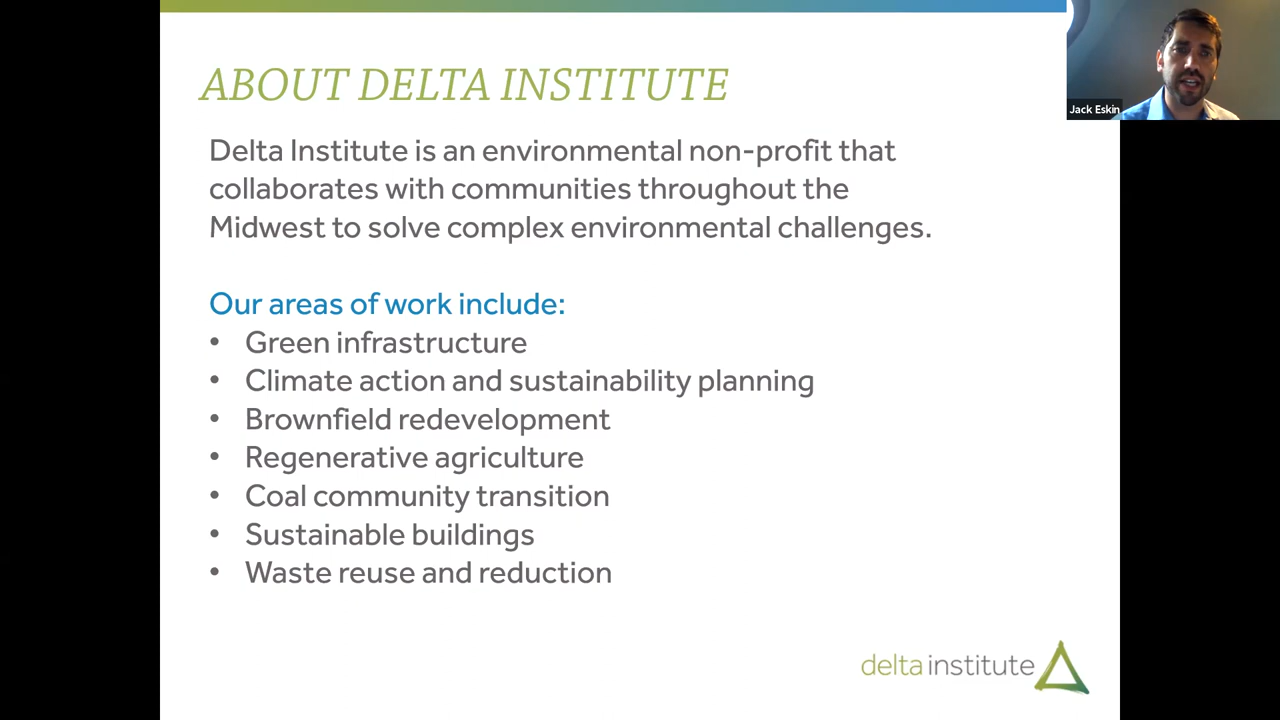 ABOUT DELTA INSTITUTE
Jack Eskin
Delta Institute is an environmental non-profit that
collaborates with communities throughout the
Midwest to solve complex environmental challenges.
Our areas of work include:
• Green infrastructure
• Climate action and sustainability planning
• Brownfield redevelopment
• Regenerative agriculture
• Coal community transition
• Sustainable buildings
• Waste reuse and reduction
delta institute